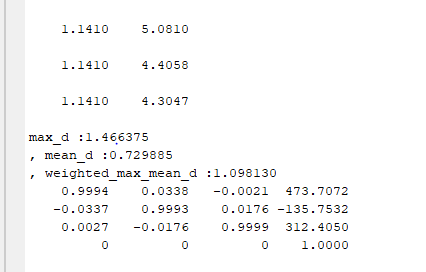 1.1410 5.0810
1.1410 4.4058
1.1410 4.3047
max_d :1.466375
, mean_d :0.729885
, weighted_max_mean_d :1.098130
0.9994 0.0338 -0.0021 473.7072
-0.0337 0.9993 0.0176 -135.7532
0.0027 -0.0176 0.9999 312.4050
0 0 0 1.0000